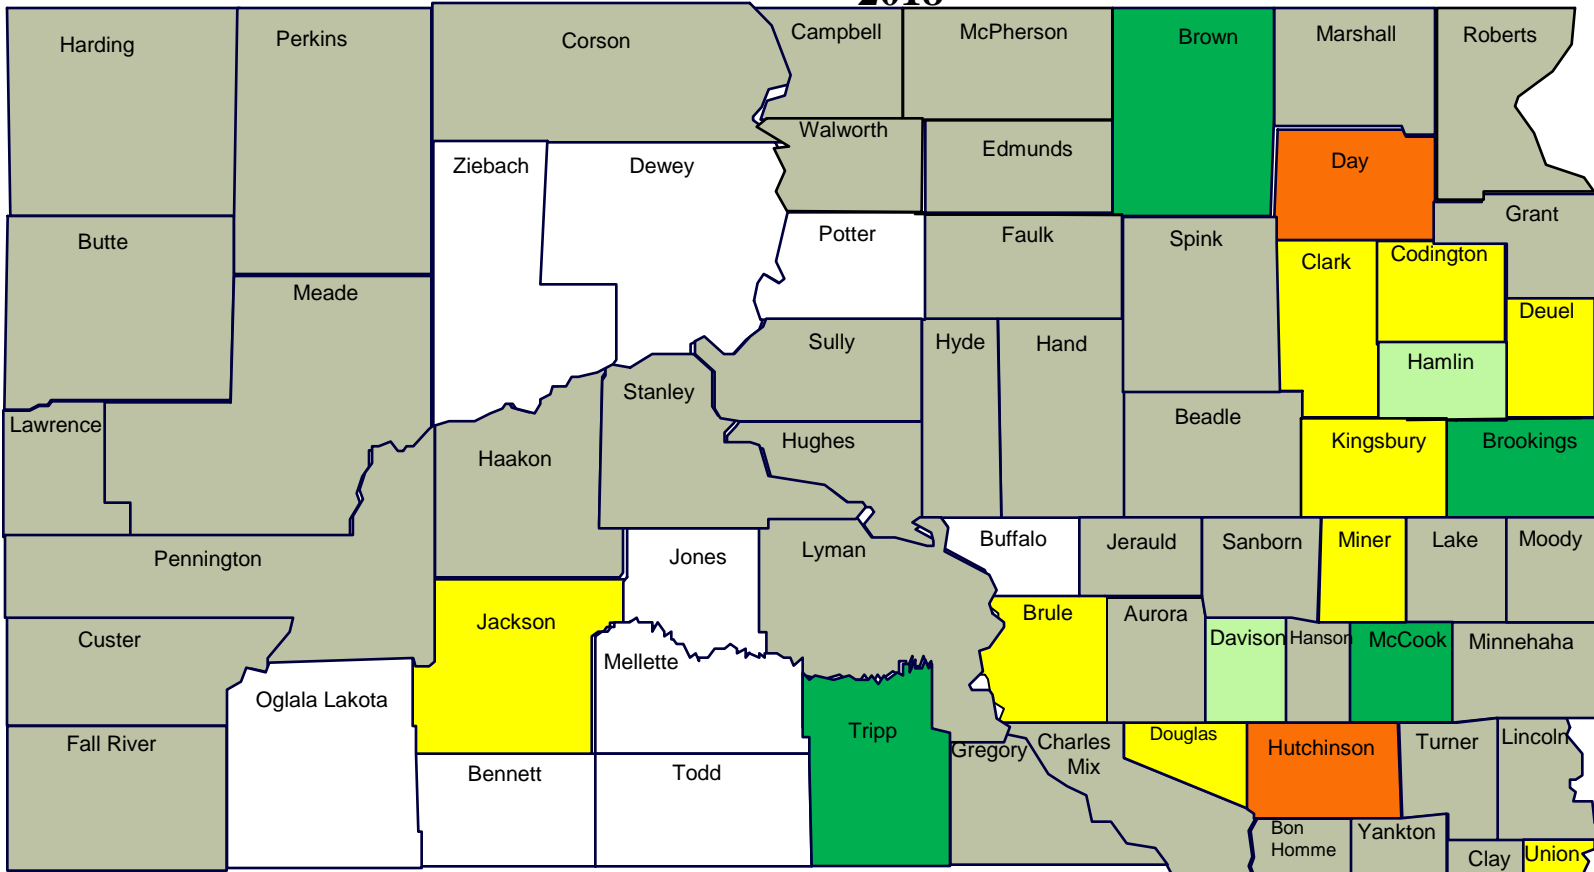 2018
Harding
Perkins
Corson
Campbell
McPherson
Brown
Marshall
Roberts
Walworth
Edmunds
Day
Ziebach
Dewey
Grant
Butte
Potter
Faulk
Spink
Clark
Codington
Meade
Deuel
Sully
Hyde
Hand
Hamlin
Stanley
Lawrence
Beadle
Hughes
Kingsbury
Brookings
Haakon
Pennington
Jones
Lyman
Buffalo
Jerauld
Sanborn
Miner
Lake
Moody
Jackson
Brule
Aurora
Custer
Davison
Hanson
McCook
Minnehaha
Mellette
Oglala Lakota
Tripp
Fall River
Gregory
Charles
Mix
Douglas
Hutchinson
Turner
Lincoln
Bennett
Todd
Bon
Homme
Yankton
Clay
Union